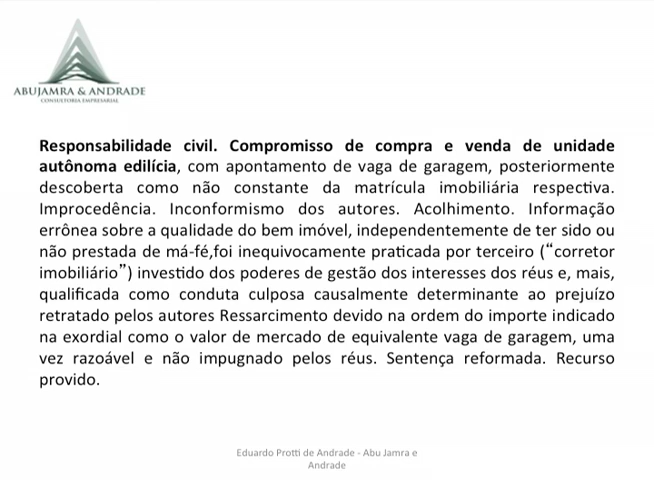 ABUJAMRA & ANDRADE
CONSULTORIA EMPRESARIAL
Responsabilidade civil. Compromisso de compra e venda de unidade
autônoma edilícia, com apontamento de vaga de garagem, posteriormente
descoberta como não constante da matrícula imobiliária respectiva.
Improcedência. Inconformismo dos autores. Acolhimento. Informação
errônea sobre a qualidade do bem imóvel, independentemente de ter sido ou
não prestada de má-fé,foi inequivocamente praticada por terceiro (“corretor
imobiliário”) investido dos poderes de gestão dos interesses dos réus e, mais,
qualificada como conduta culposa causalmente determinante ao prejuízo
retratado pelos autores Ressarcimento devido na ordem do importe indicado
na exordial como o valor de mercado de equivalente vaga de garagem, uma
vez razoável e não impugnado pelos réus. Sentença reformada. Recurso
provido.
Eduardo Protti de Andrade - Abu Jamra e
Andrade